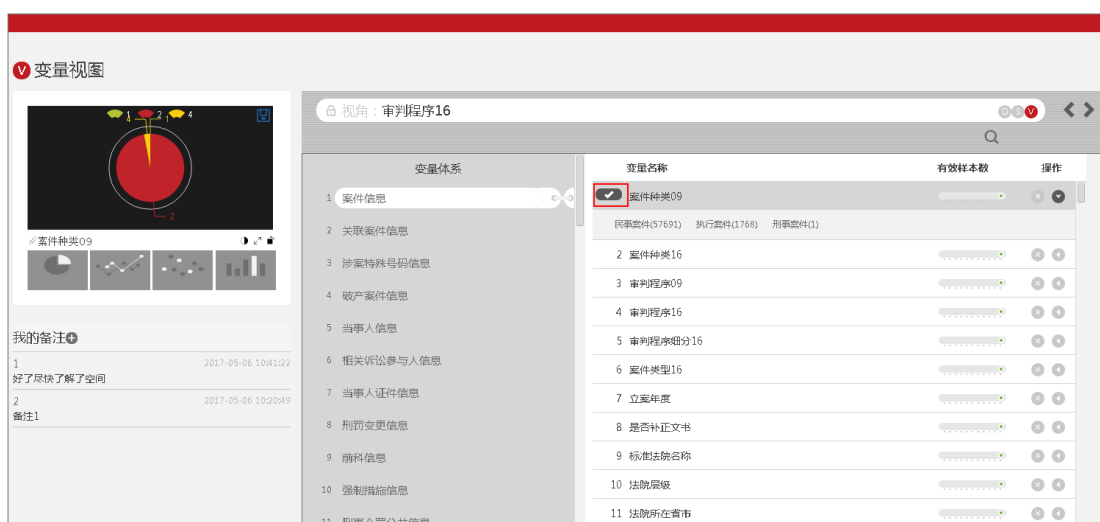 V 变量视图
1 2 4
4 1
2
案件种类09
我的备注
1 2017-05-06 10:41:22
好了尽快了解了空间
2 2017-05-06 10:20:49
备注1
视角：审判程序16
D S V
变量体系
1 案件信息
2 关联案件信息
3 涉案特殊号码信息
4 破产案件信息
5 当事人信息
6 相关诉讼参与人信息
7 当事人证件信息
8 刑罚变更信息
9 前科信息
10 强制措施信息
变量名称 有效样本数 操作
案件种类09
民事案件(57691) 执行案件(1768) 刑事案件(1)
2 案件种类16
3 审判程序09
4 审判程序16
5 审判程序细分16
6 案件类型16
7 立案年度
8 是否补正文书
9 标准法院名称
10 法院层级
11 法院所在省市